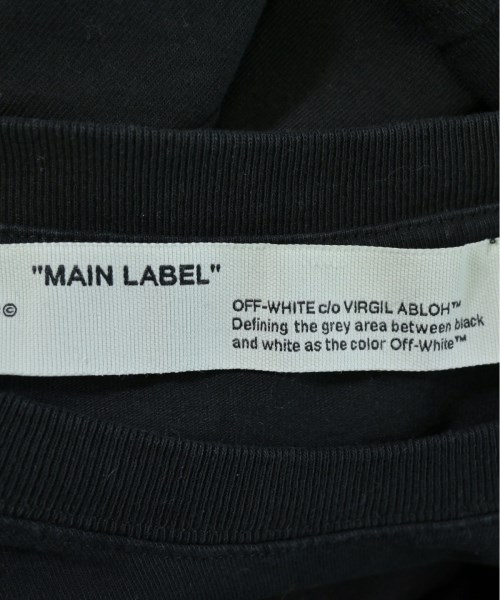 "MAIN LABEL"
©
OFF-WHITE c/o VIRGIL ABLOH™
Defining the grey area between black
and white as the color Off-White™